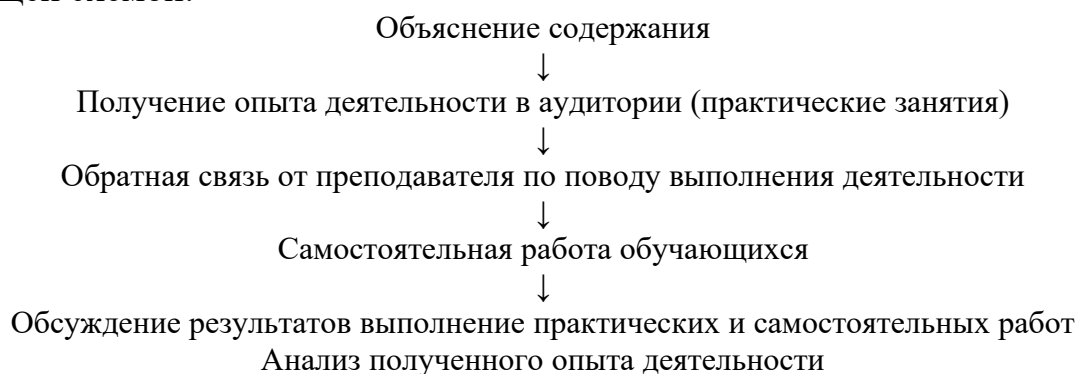 Объяснение содержания
↓
Получение опыта деятельности в аудитории (практические занятия)
↓
Обратная связь от преподавателя по поводу выполнения деятельности
↓
Самостоятельная работа обучающихся
↓
Обсуждение результатов выполнение практических и самостоятельных работ
Анализ полученного опыта деятельности